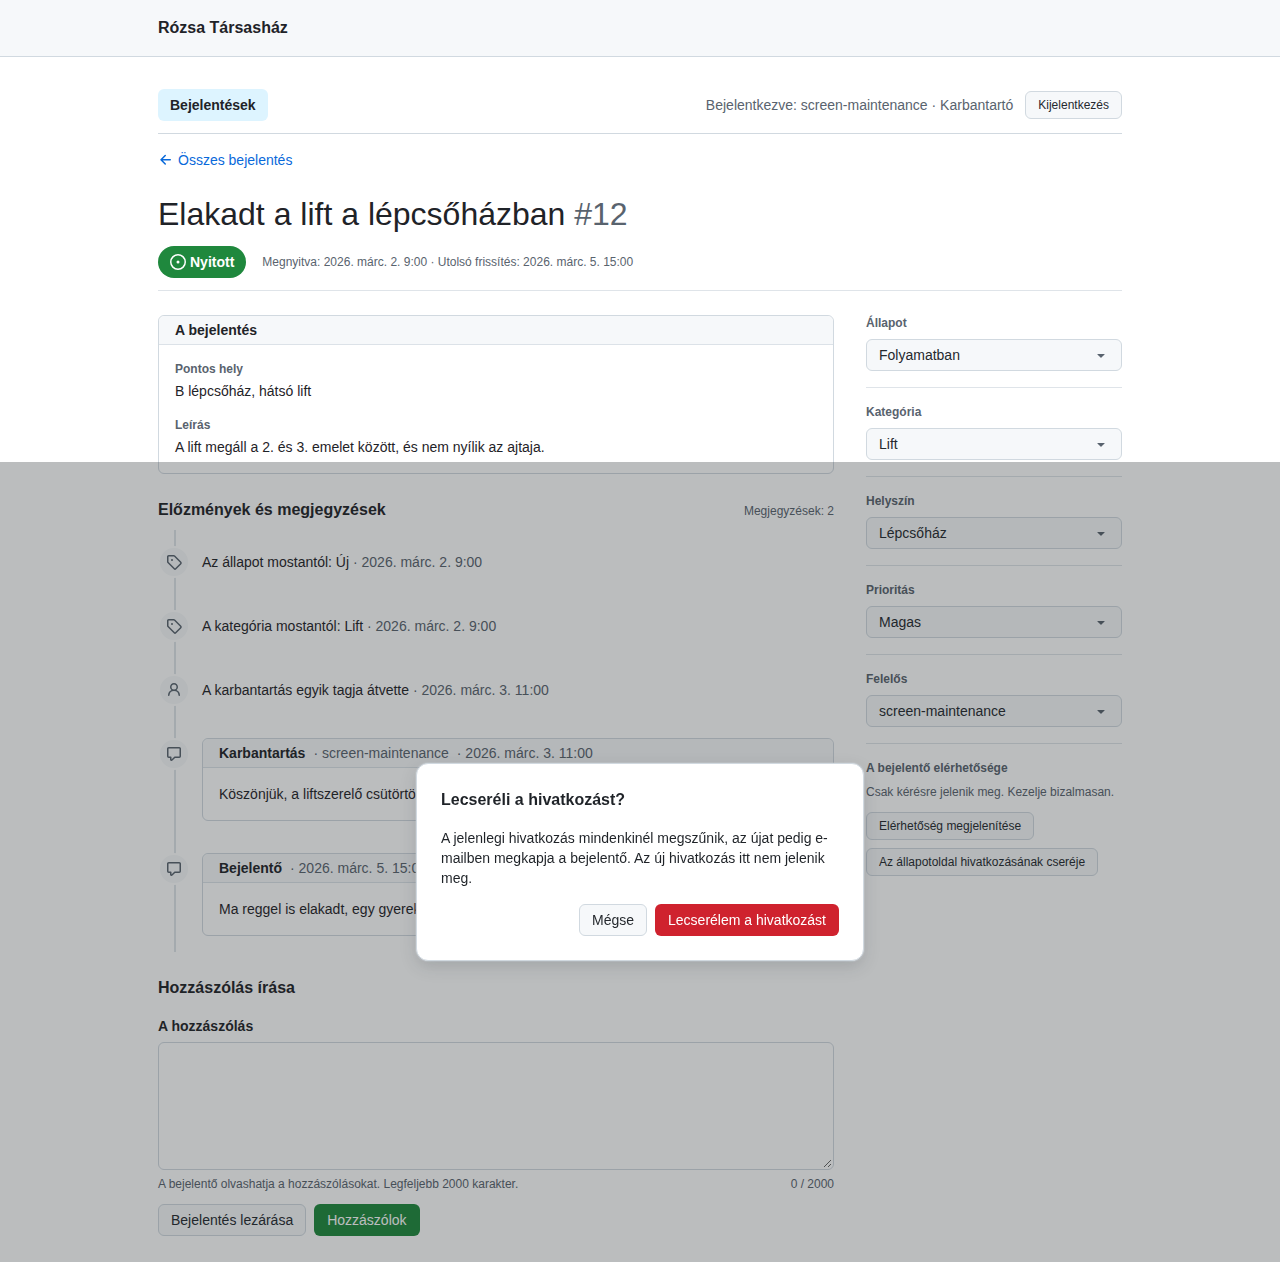 Rózsa Társasház
Bejelentések
Bejelentkezve: screen-maintenance · Karbantartó
Kijelentkezés
Összes bejelentés
Elakadt a lift a lépcsőházban #12
Nyitott
Megnyitva: 2026. márc. 2. 9:00 · Utolsó frissítés: 2026. márc. 5. 15:00
A bejelentés
Pontos hely
B lépcsőház, hátsó lift
Leírás
A lift megáll a 2. és 3. emelet között, és nem nyílik az ajtaja.
Állapot
Folyamatban
Kategória
Lift
Helyszín
Lépcsőház
Prioritás
Magas
Felelős
screen-maintenance
A bejelentő elérhetősége
Csak kérésre jelenik meg. Kezelje bizalmasan.
Elérhetőség megjelenítése
Az állapotoldal hivatkozásának cseréje
Előzmények és megjegyzések
Megjegyzések: 2
Az állapot mostantól: Új · 2026. márc. 2. 9:00
A kategória mostantól: Lift · 2026. márc. 2. 9:00
A karbantartás egyik tagja átvette · 2026. márc. 3. 11:00
Karbantartás · screen-maintenance · 2026. márc. 3. 11:00
Köszönjük, a liftszerelő
Bejelentő · 2026. márc. 5.
Ma reggel is elakadt, egy
Lecseréli a hivatkozást?
A jelenlegi hivatkozás mindenkinél megszűnik, az újat pedig e-
mailben megkapja a bejelentő. Az új hivatkozás itt nem jelenik
meg.
Mégse
Lecserélem a hivatkozást
Hozzászólás írása
A hozzászólás
A bejelentő olvashatja a hozzászólásokat. Legfeljebb 2000 karakter.
0 / 2000
Bejelentés lezárása
Hozzászólok